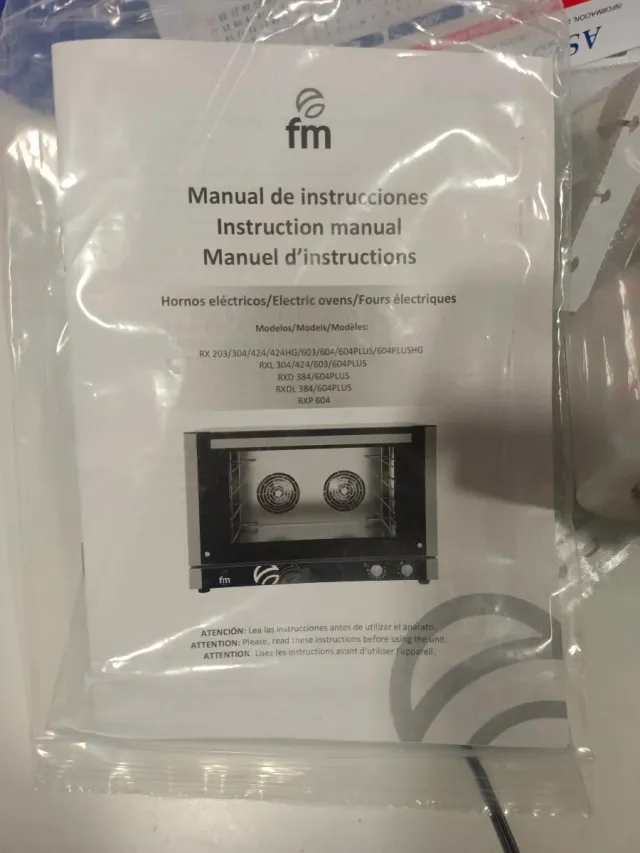 fm
Manual de instrucciones
Instruction manual
Manuel d'instructions
Hornos eléctricos/Electric ovens/Fours électriques
Modelos/Models/Modèles:
RX 203/304/424/424HG/603/604/604PLUS/604PLUSHG
RXL 304/424/603/604PLUS
RXD 384/604PLUS
RXDL 384/604PLUS
RXP 604
fm
ATENCIÓN: Lea las instrucciones antes de utilizar el aparato.
ATTENTION: Please, read these instructions before using the unit.
ATTENTION: Lisez les instructions avant d'utiliser l'appareil.